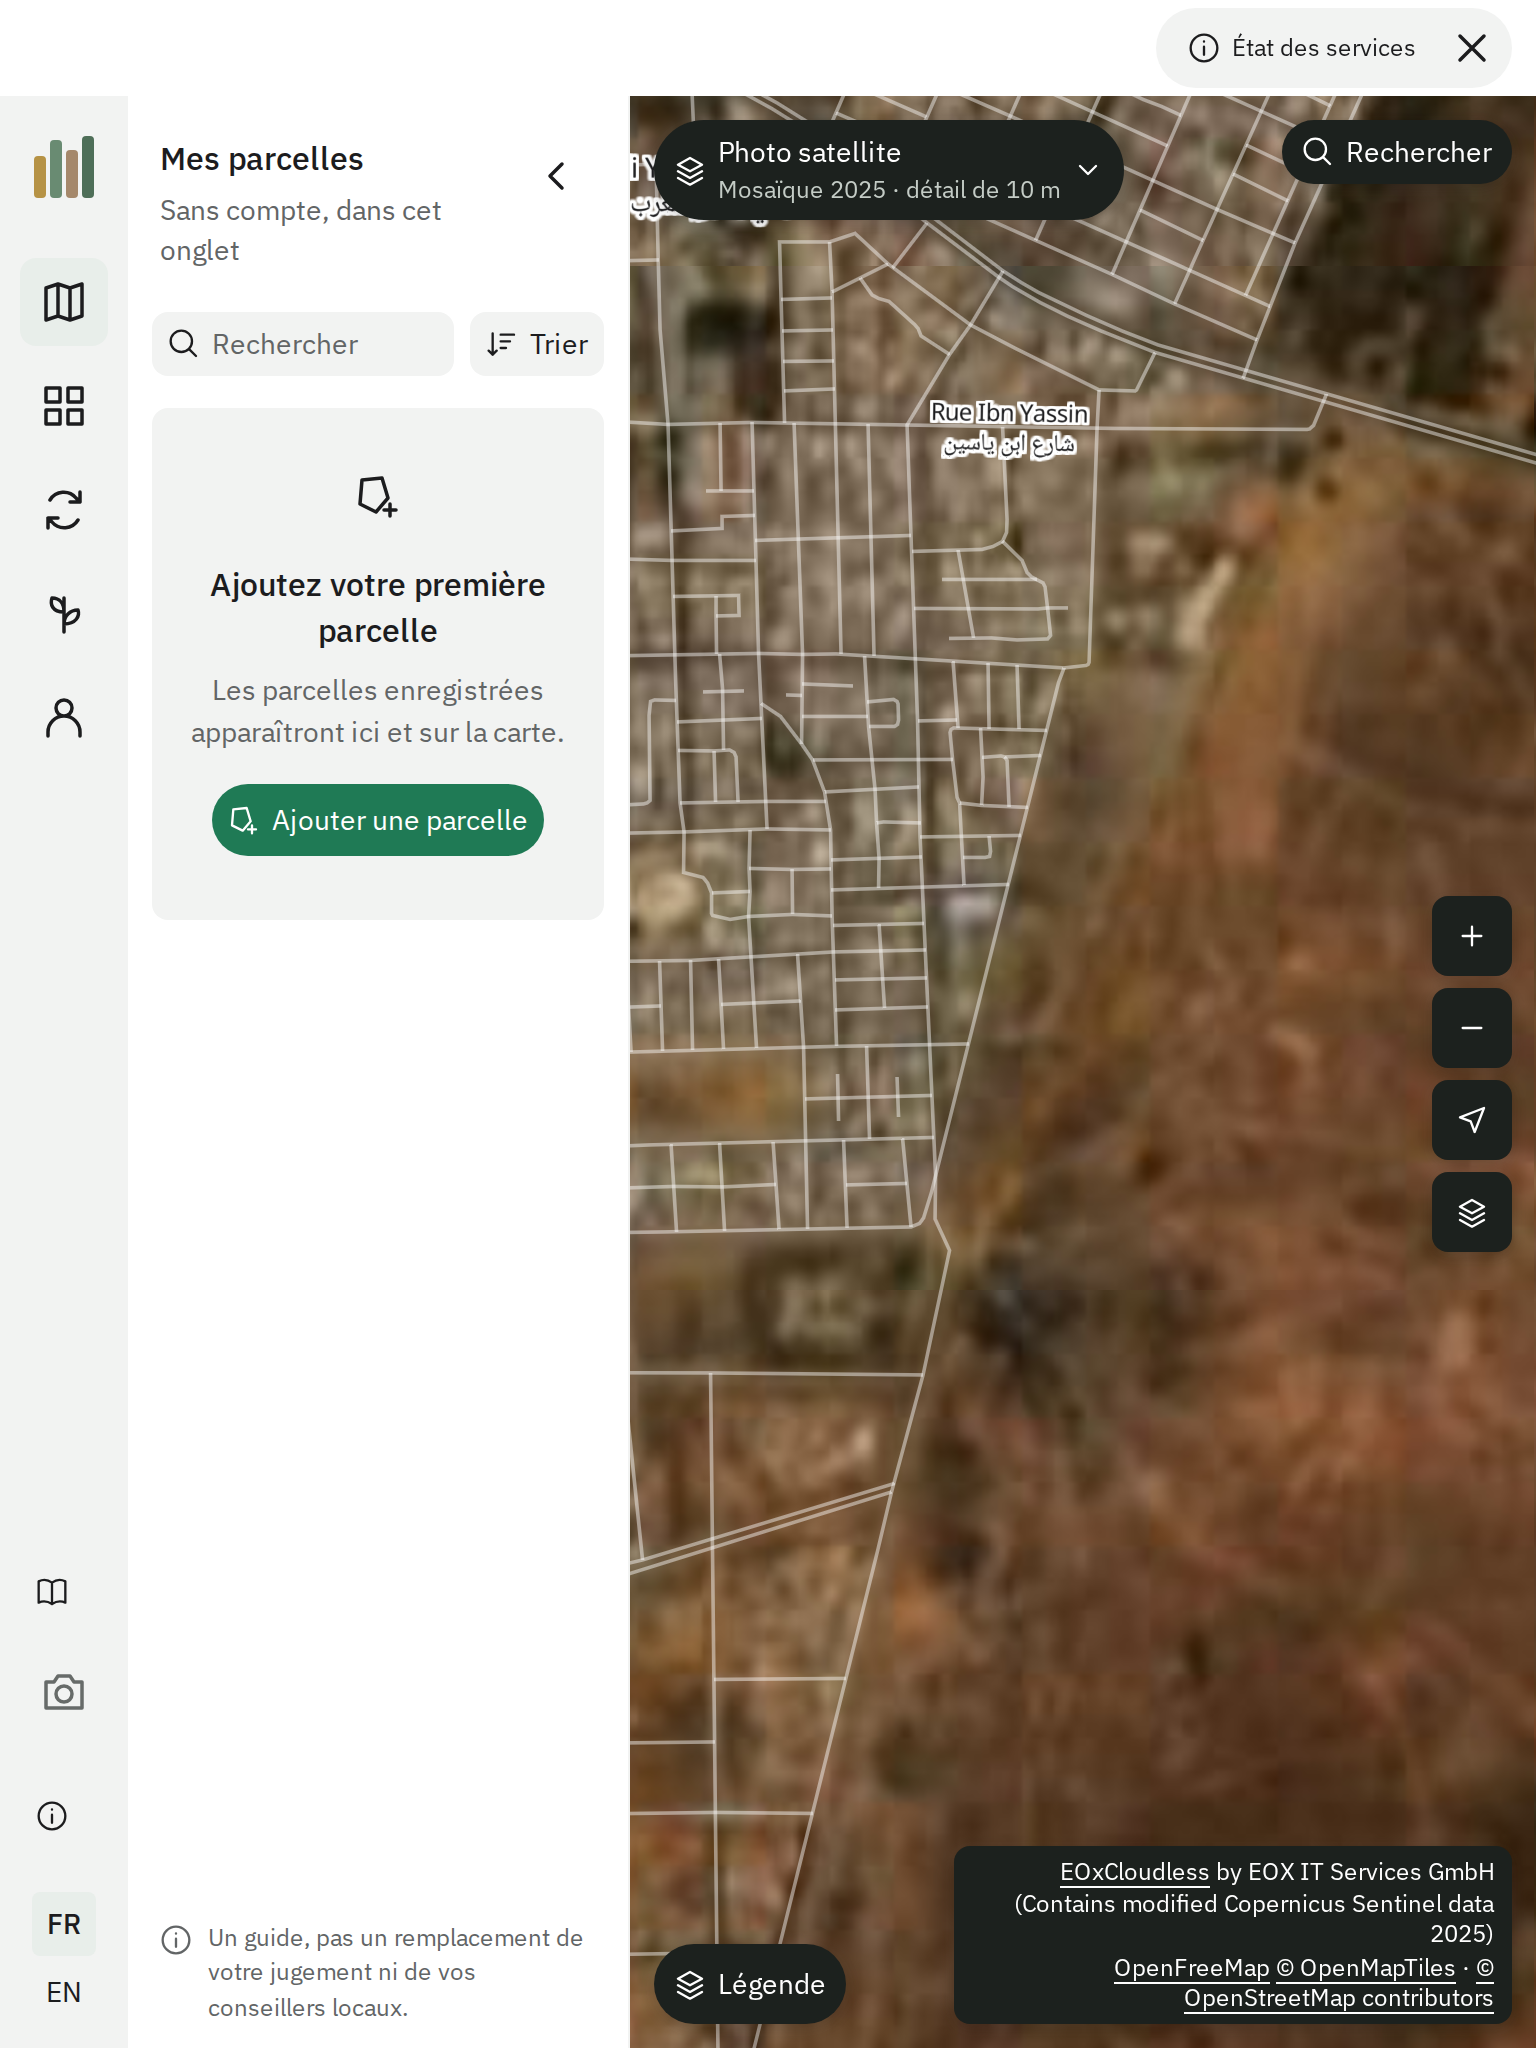 État des services
Mes parcelles
Sans compte, dans cet
onglet
Rechercher
Trier
Ajoutez votre première
parcelle
Les parcelles enregistrées
apparaîtront ici et sur la carte.
Ajouter une parcelle
Un guide, pas un remplacement de
votre jugement ni de vos
conseillers locaux.
FR
EN
Photo satellite
Mosaïque 2025 · détail de 10 m
Rechercher
Rue Ibn Yassin
شارع ابن ياسين
Légende
EOxCloudless by EOX IT Services GmbH
(Contains modified Copernicus Sentinel data
2025)
OpenFreeMap © OpenMapTiles · ©
OpenStreetMap contributors